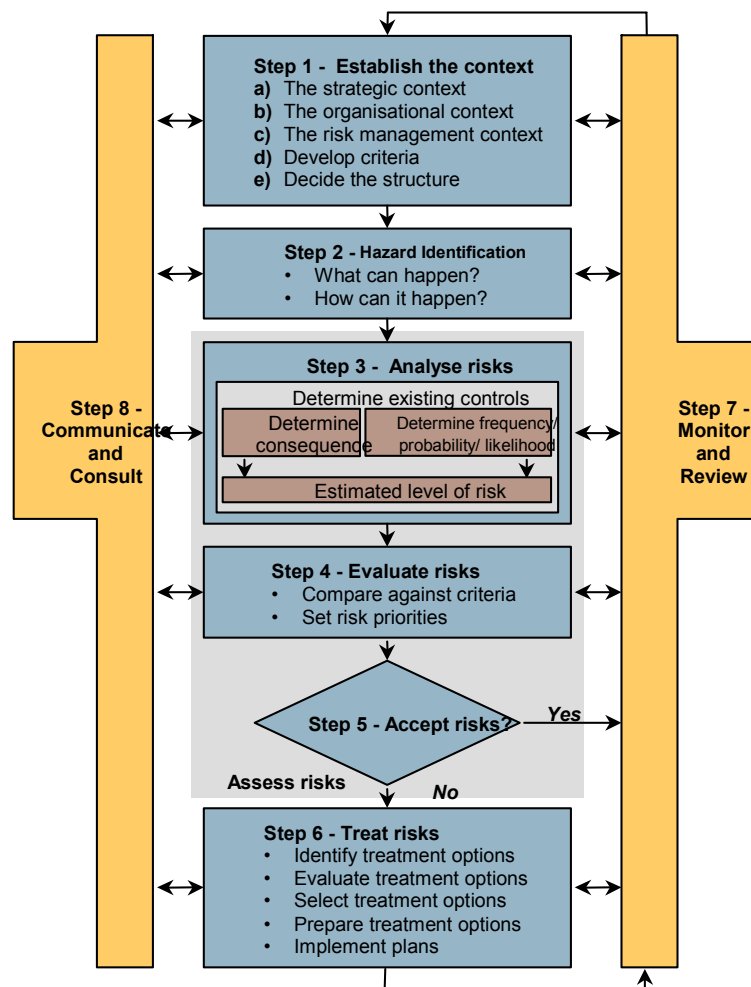 Step 1 - Establish the context
a) The strategic context
b) The organisational context
c) The risk management context
d) Develop criteria
e) Decide the structure
Step 2 - Hazard Identification
• What can happen?
• How can it happen?
Step 3 - Analyse risks
Determine existing controls
Determine
consequence
Determine frequency/
probability/ likelihood
Estimated level of risk
Step 8 -
Communicate
and
Consult
Step 7 -
Monitor
and
Review
Step 4 - Evaluate risks
• Compare against criteria
• Set risk priorities
Step 5 - Accept risks?
Yes
Assess risks
No
Step 6 - Treat risks
• Identify treatment options
• Evaluate treatment options
• Select treatment options
• Prepare treatment options
• Implement plans